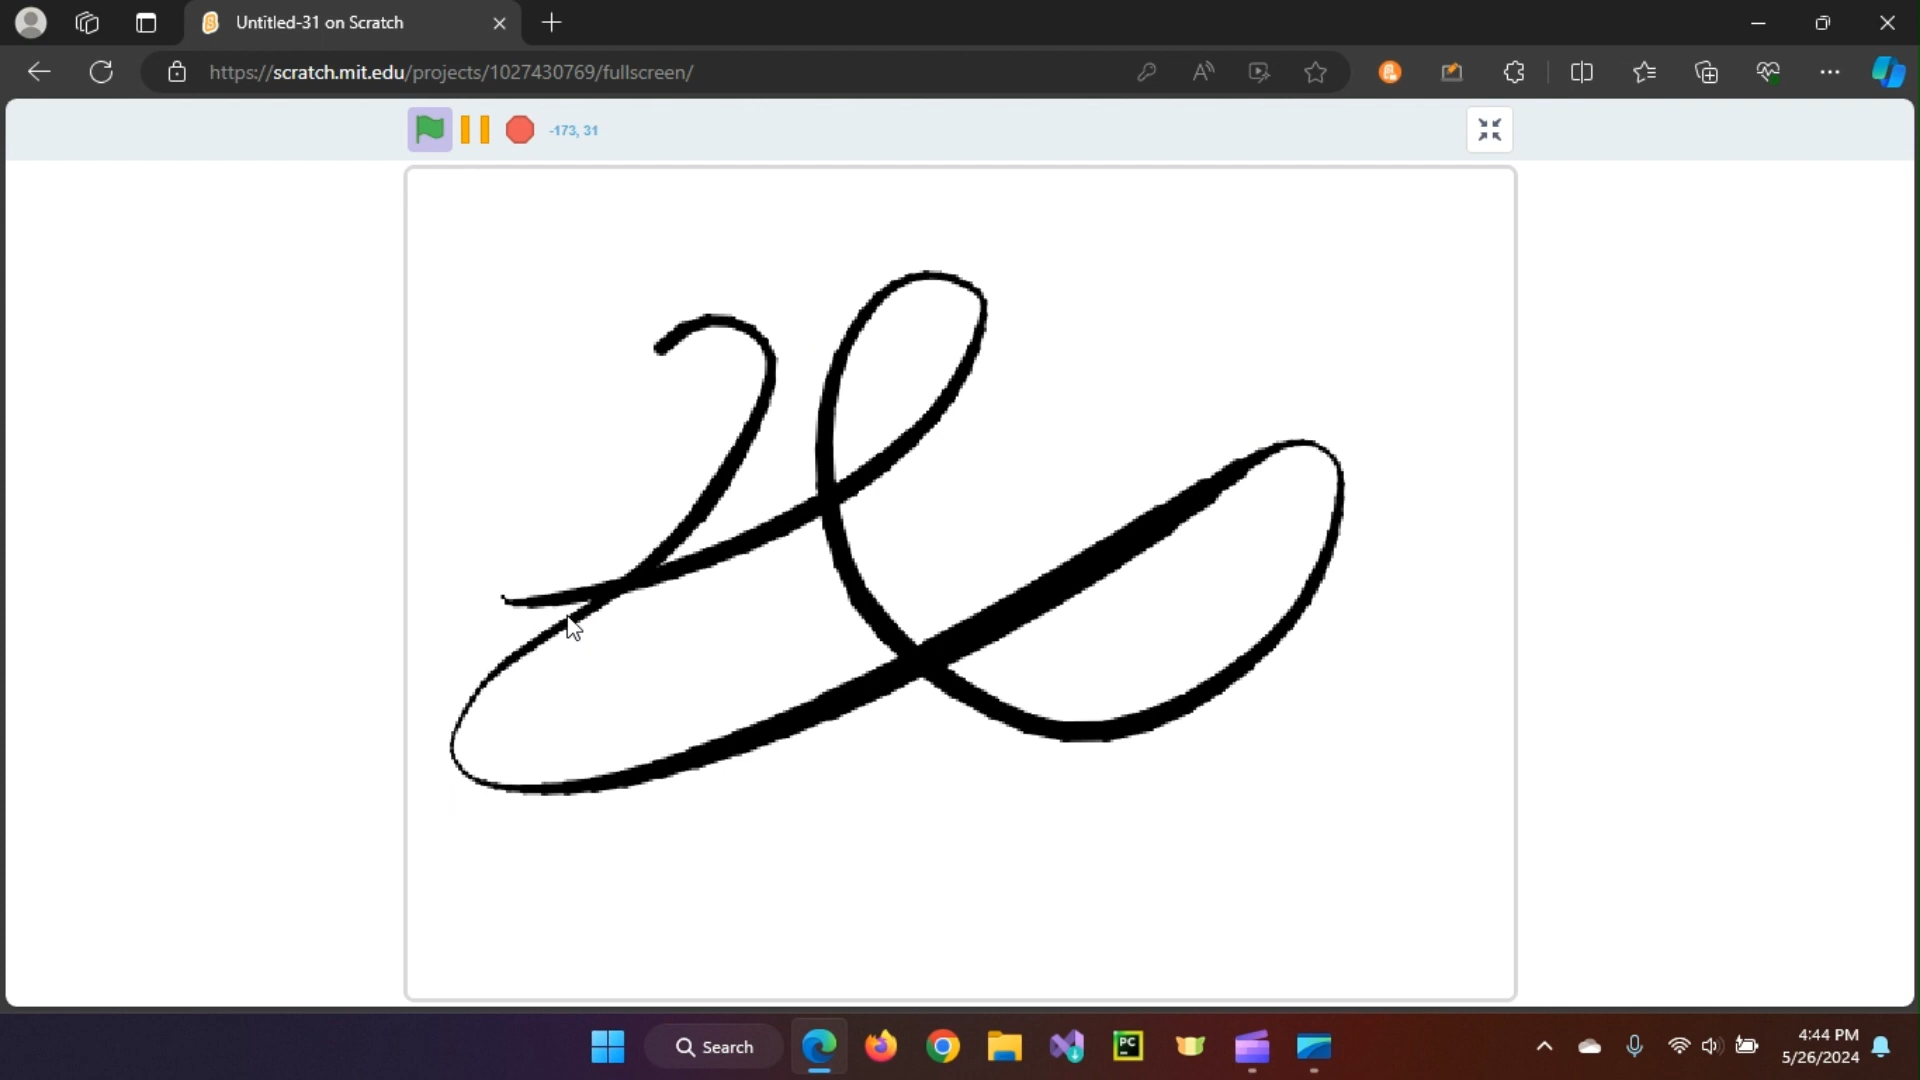 Untitled-31 on Scratch
https://scratch.mit.edu/projects/1027430769/fullscreen/
-173, 31
Search
PC
4:44 PM
5/26/2024